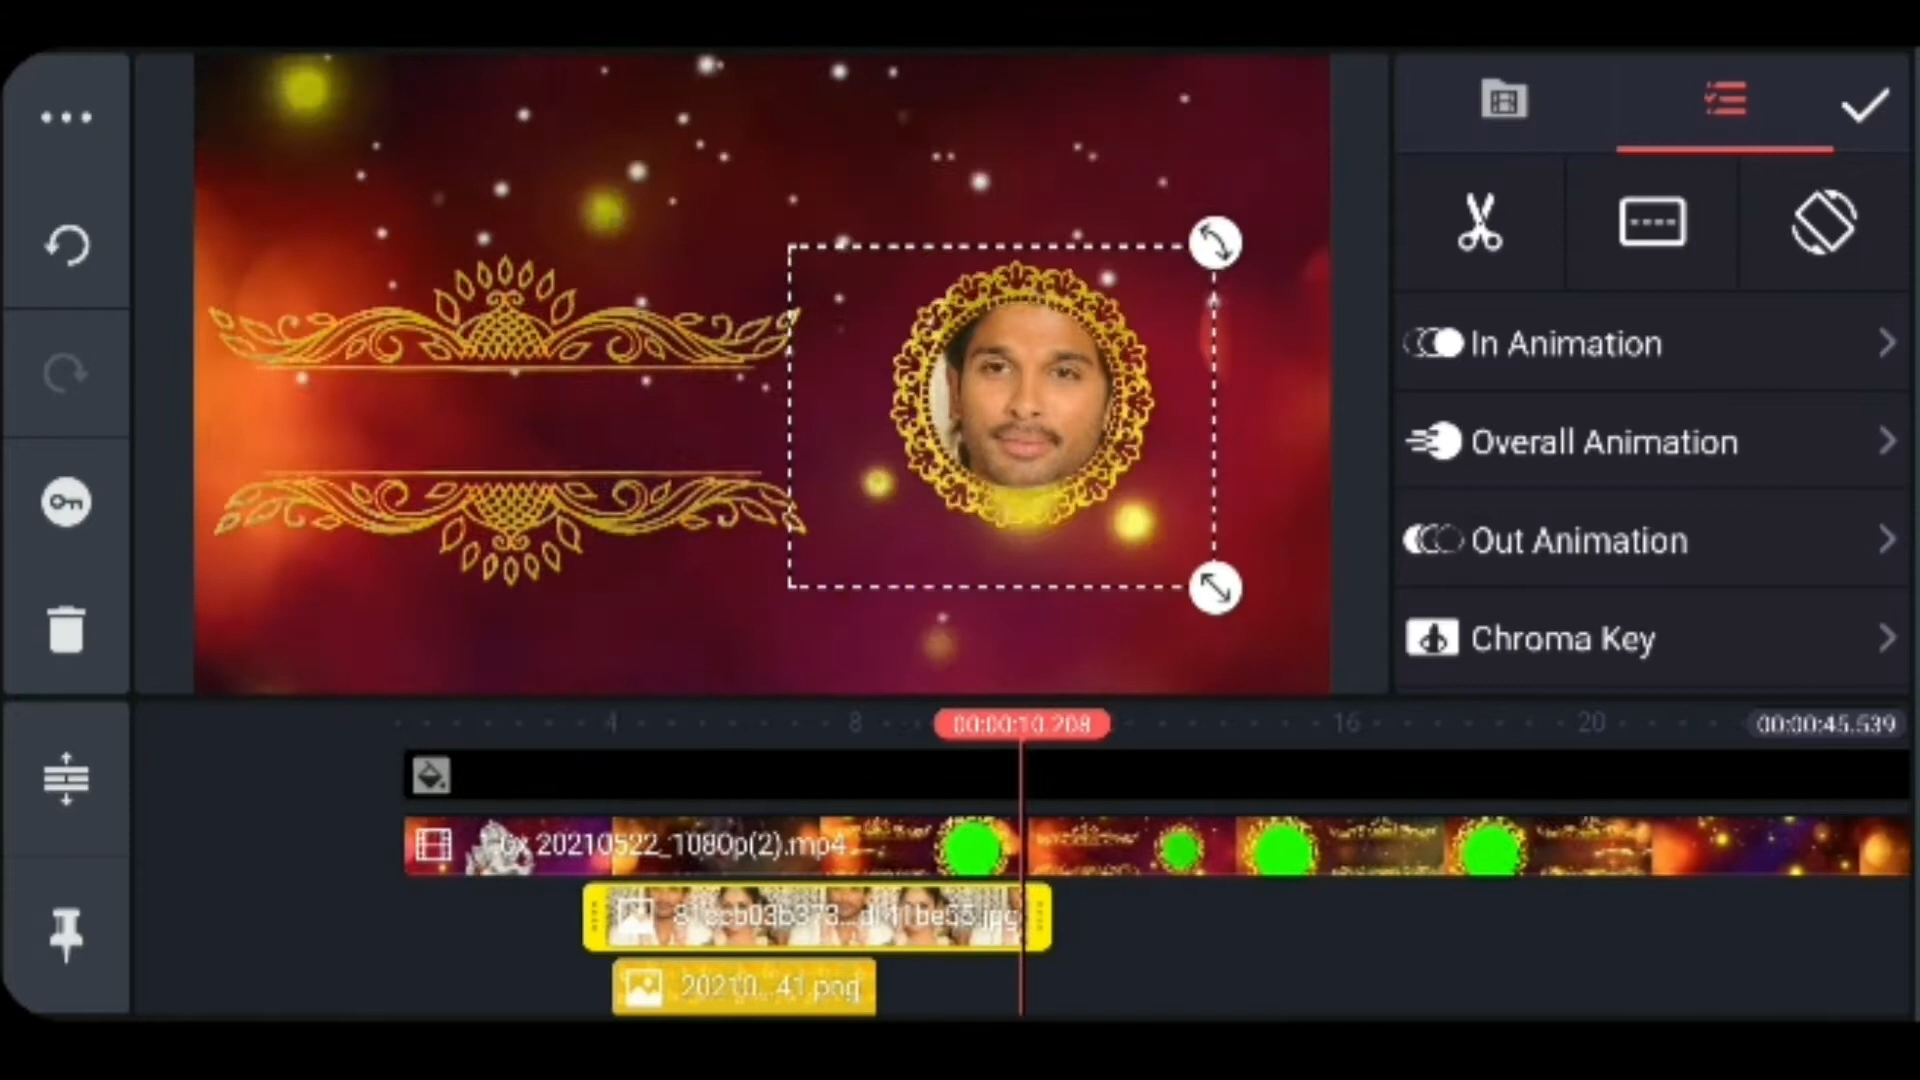 In Animation
Overall Animation
Out Animation
Chroma Key
4
8
00:00:10.208
16
20
00:00:45.539
20210522_1080p(2).mp4
20210...41.png